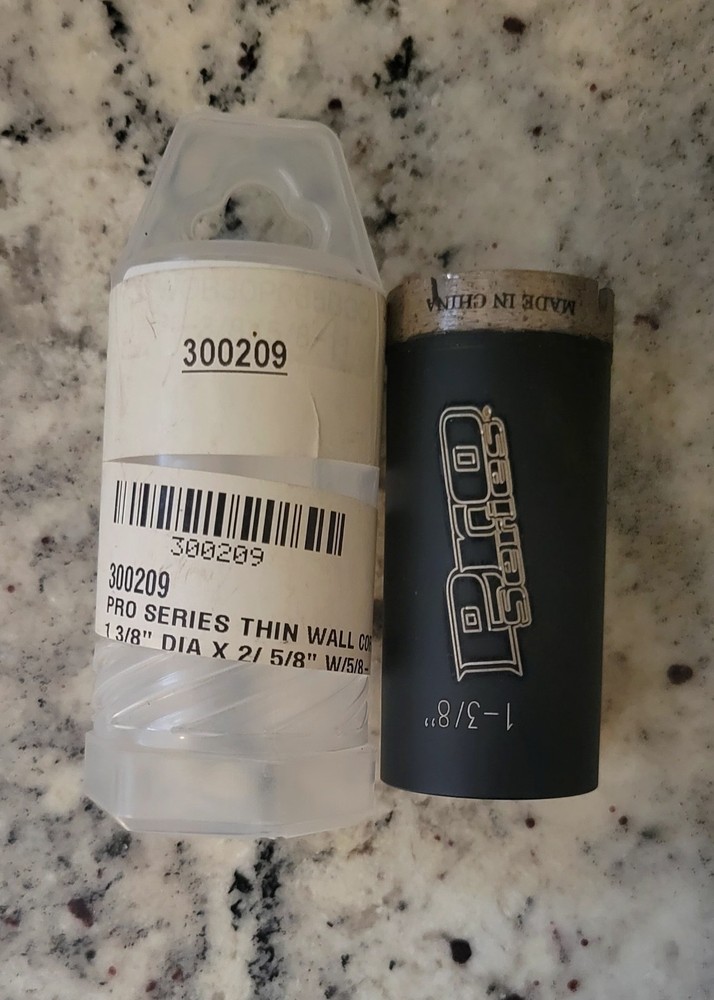 300209
300209
300209
PRO SERIES THIN WALL
1 3/8" DIA X 2/ 5/8" W/5/8-
MADE IN CHINA
Pro
Series
1-3/8"